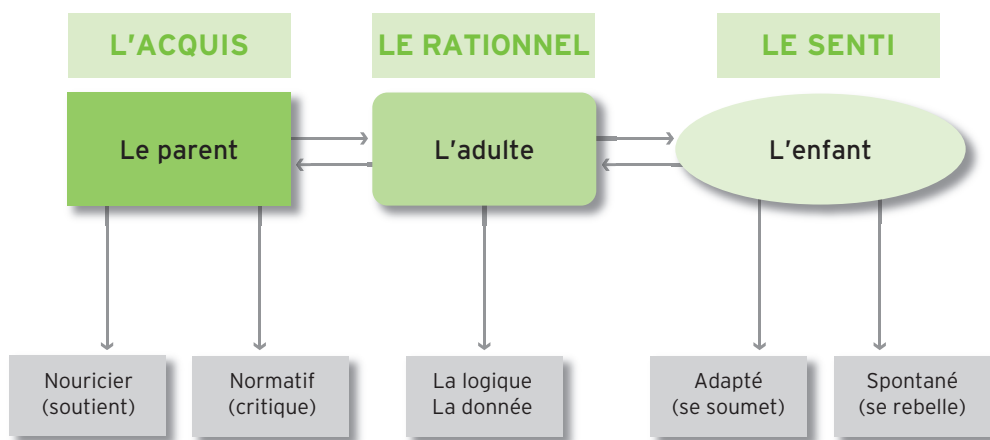 L'ACQUIS
LE RATIONNEL
LE SENTI
Le parent
L'adulte
L'enfant
Nouricier
(soutient)
Normatif
(critique)
La logique
La donnée
Adapté
(se soumet)
Spontané
(se rebelle)